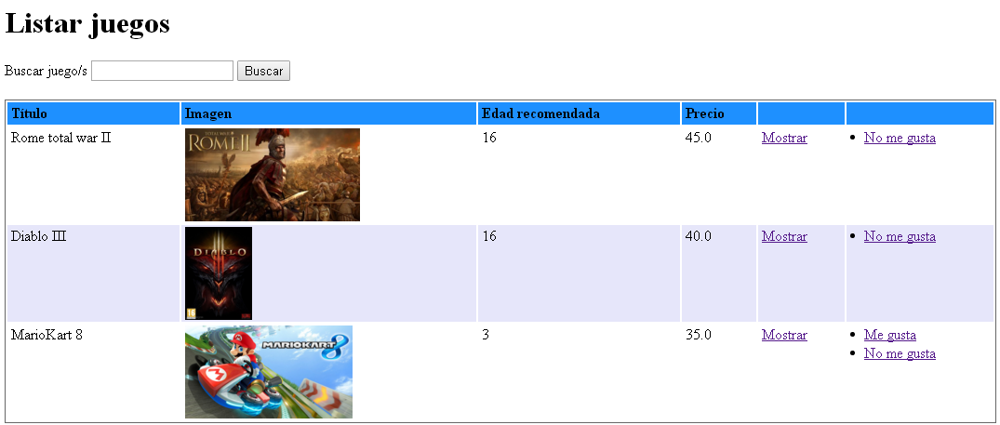 Listar juegos
Buscar juego/s Buscar
Título Imagen Edad recomendada Precio
Rome total war II 16 45.0 Mostrar No me gusta
TOTAL WAR
ROME II
Diablo III 16 40.0 Mostrar No me gusta
DIABLO
16
MarioKart 8 3 35.0 Mostrar Me gusta
No me gusta
MARIOKART 8